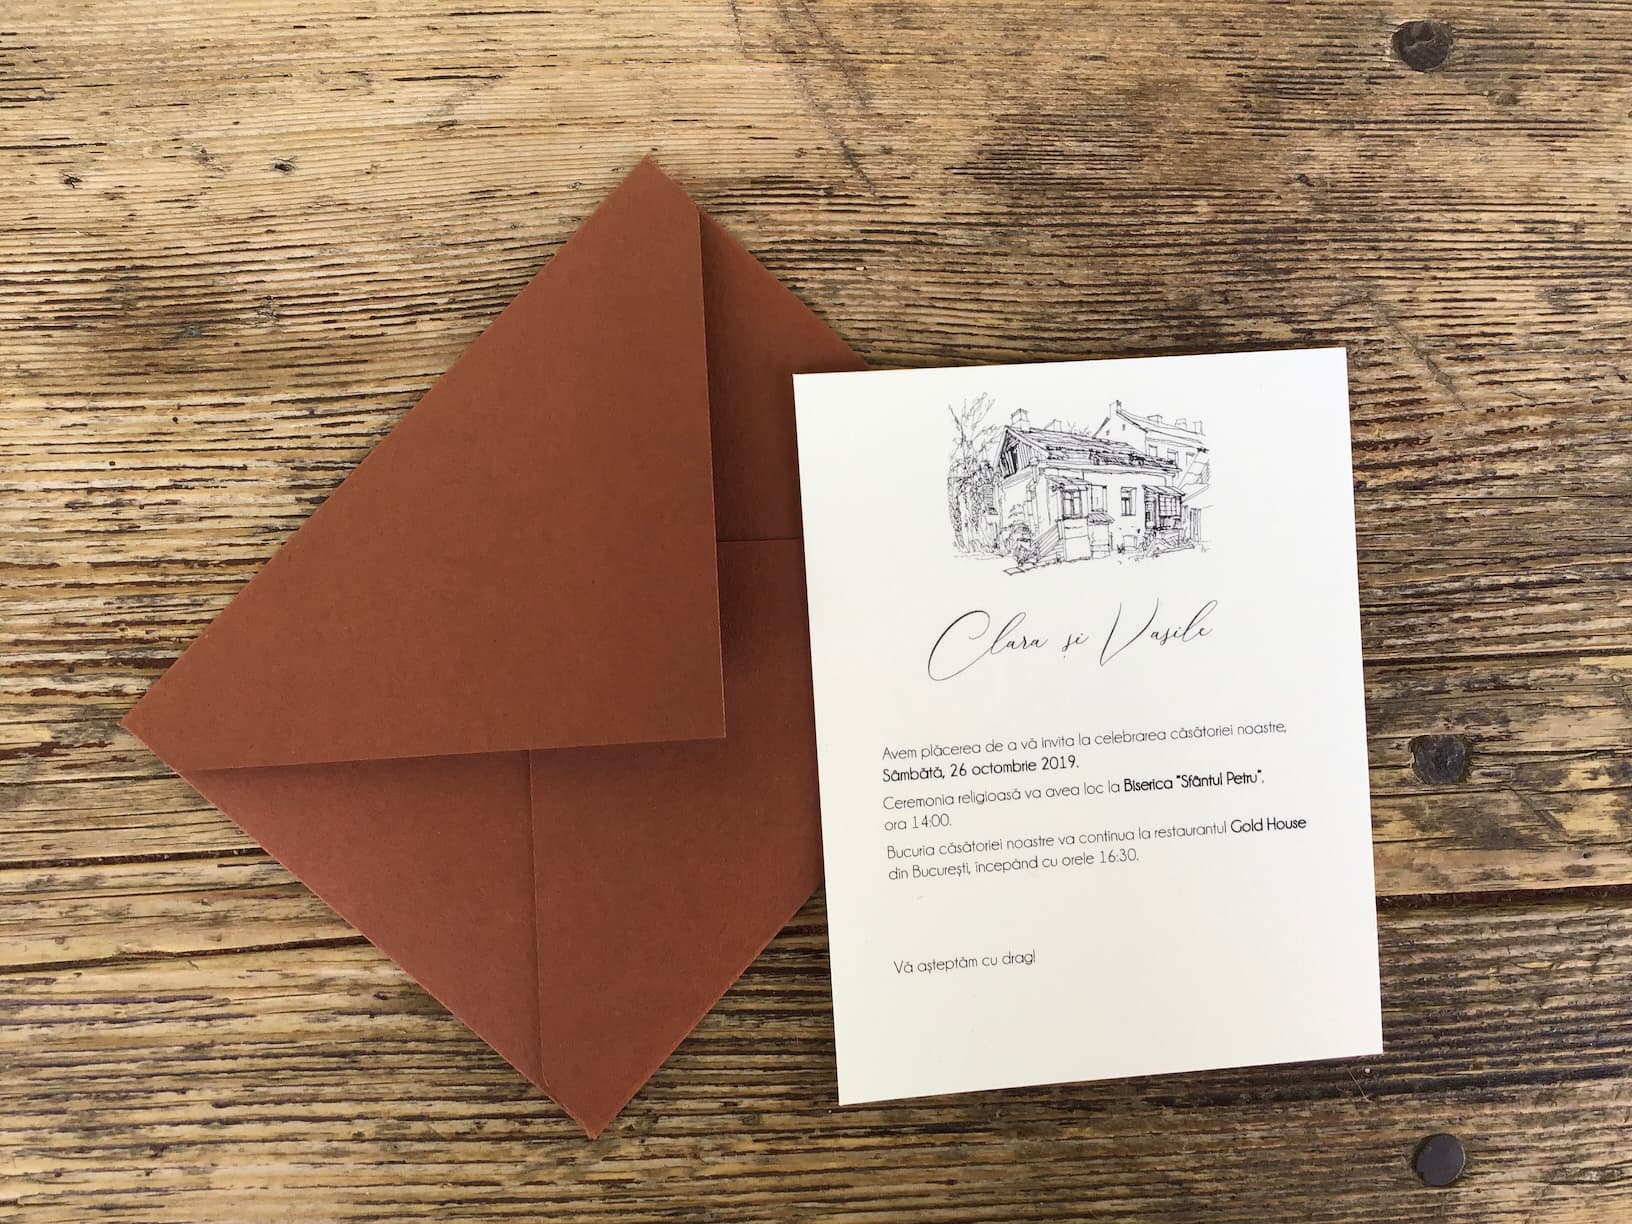 Clara și Vasile
Avem plăcerea de a vă invita la celebrarea căsătoriei noastre,
Sâmbătă, 26 octombrie 2019.
Ceremonia religioasă va avea loc la Biserica "Sfântul Petru",
ora 14:00.
Bucuria căsătoriei noastre va continua la restaurantul Gold House
din București, începând cu orele 16:30.
Vă așteptăm cu drag!